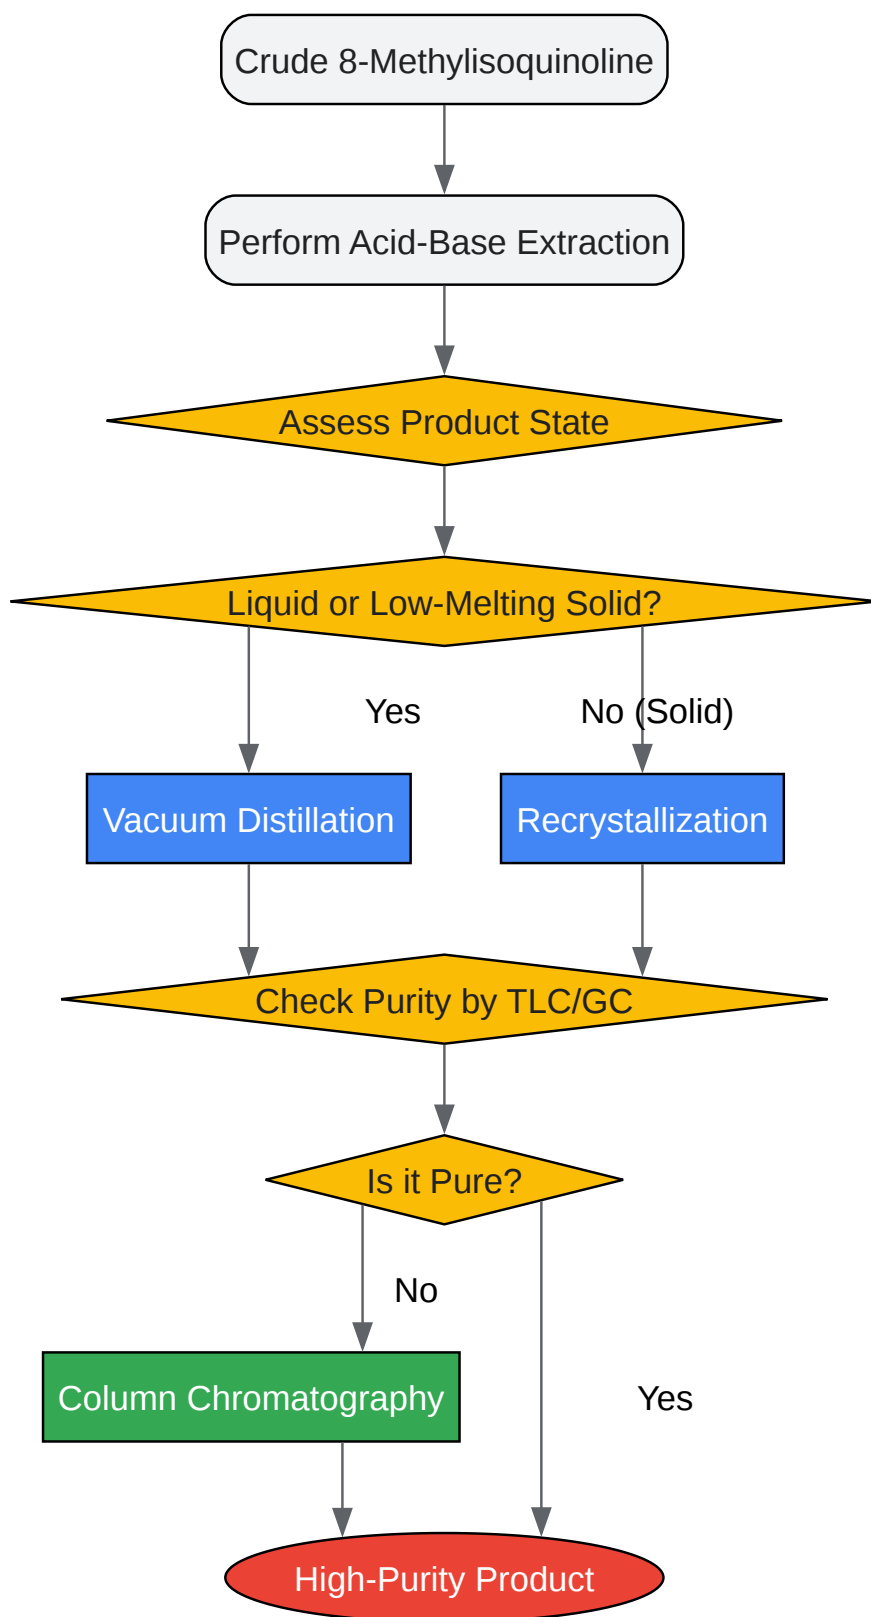 Crude 8-Methylisoquinoline
Perform Acid-Base Extraction
Assess Product State
Liquid or Low-Melting Solid?
Yes
No (Solid)
Vacuum Distillation
Recrystallization
Check Purity by TLC/GC
Is it Pure?
No
Column Chromatography
Yes
High-Purity Product